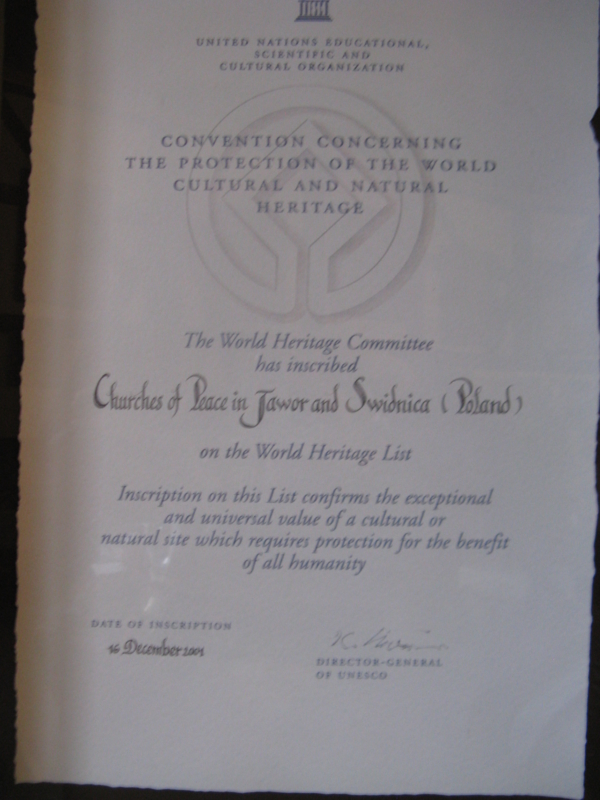 UNITED NATIONS EDUCATIONAL,
SCIENTIFIC AND
CULTURAL ORGANIZATION
CONVENTION CONCERNING
THE PROTECTION OF THE WORLD
CULTURAL AND NATURAL
HERITAGE
The World Heritage Committee
has inscribed
Churches of Peace in Jawor and Swidnica (Poland)
on the World Heritage List
Inscription on this List confirms the exceptional
and universal value of a cultural or
natural site which requires protection for the benefit
of all humanity
DATE OF INSCRIPTION
16 December 2001
DIRECTOR-GENERAL
OF UNESCO